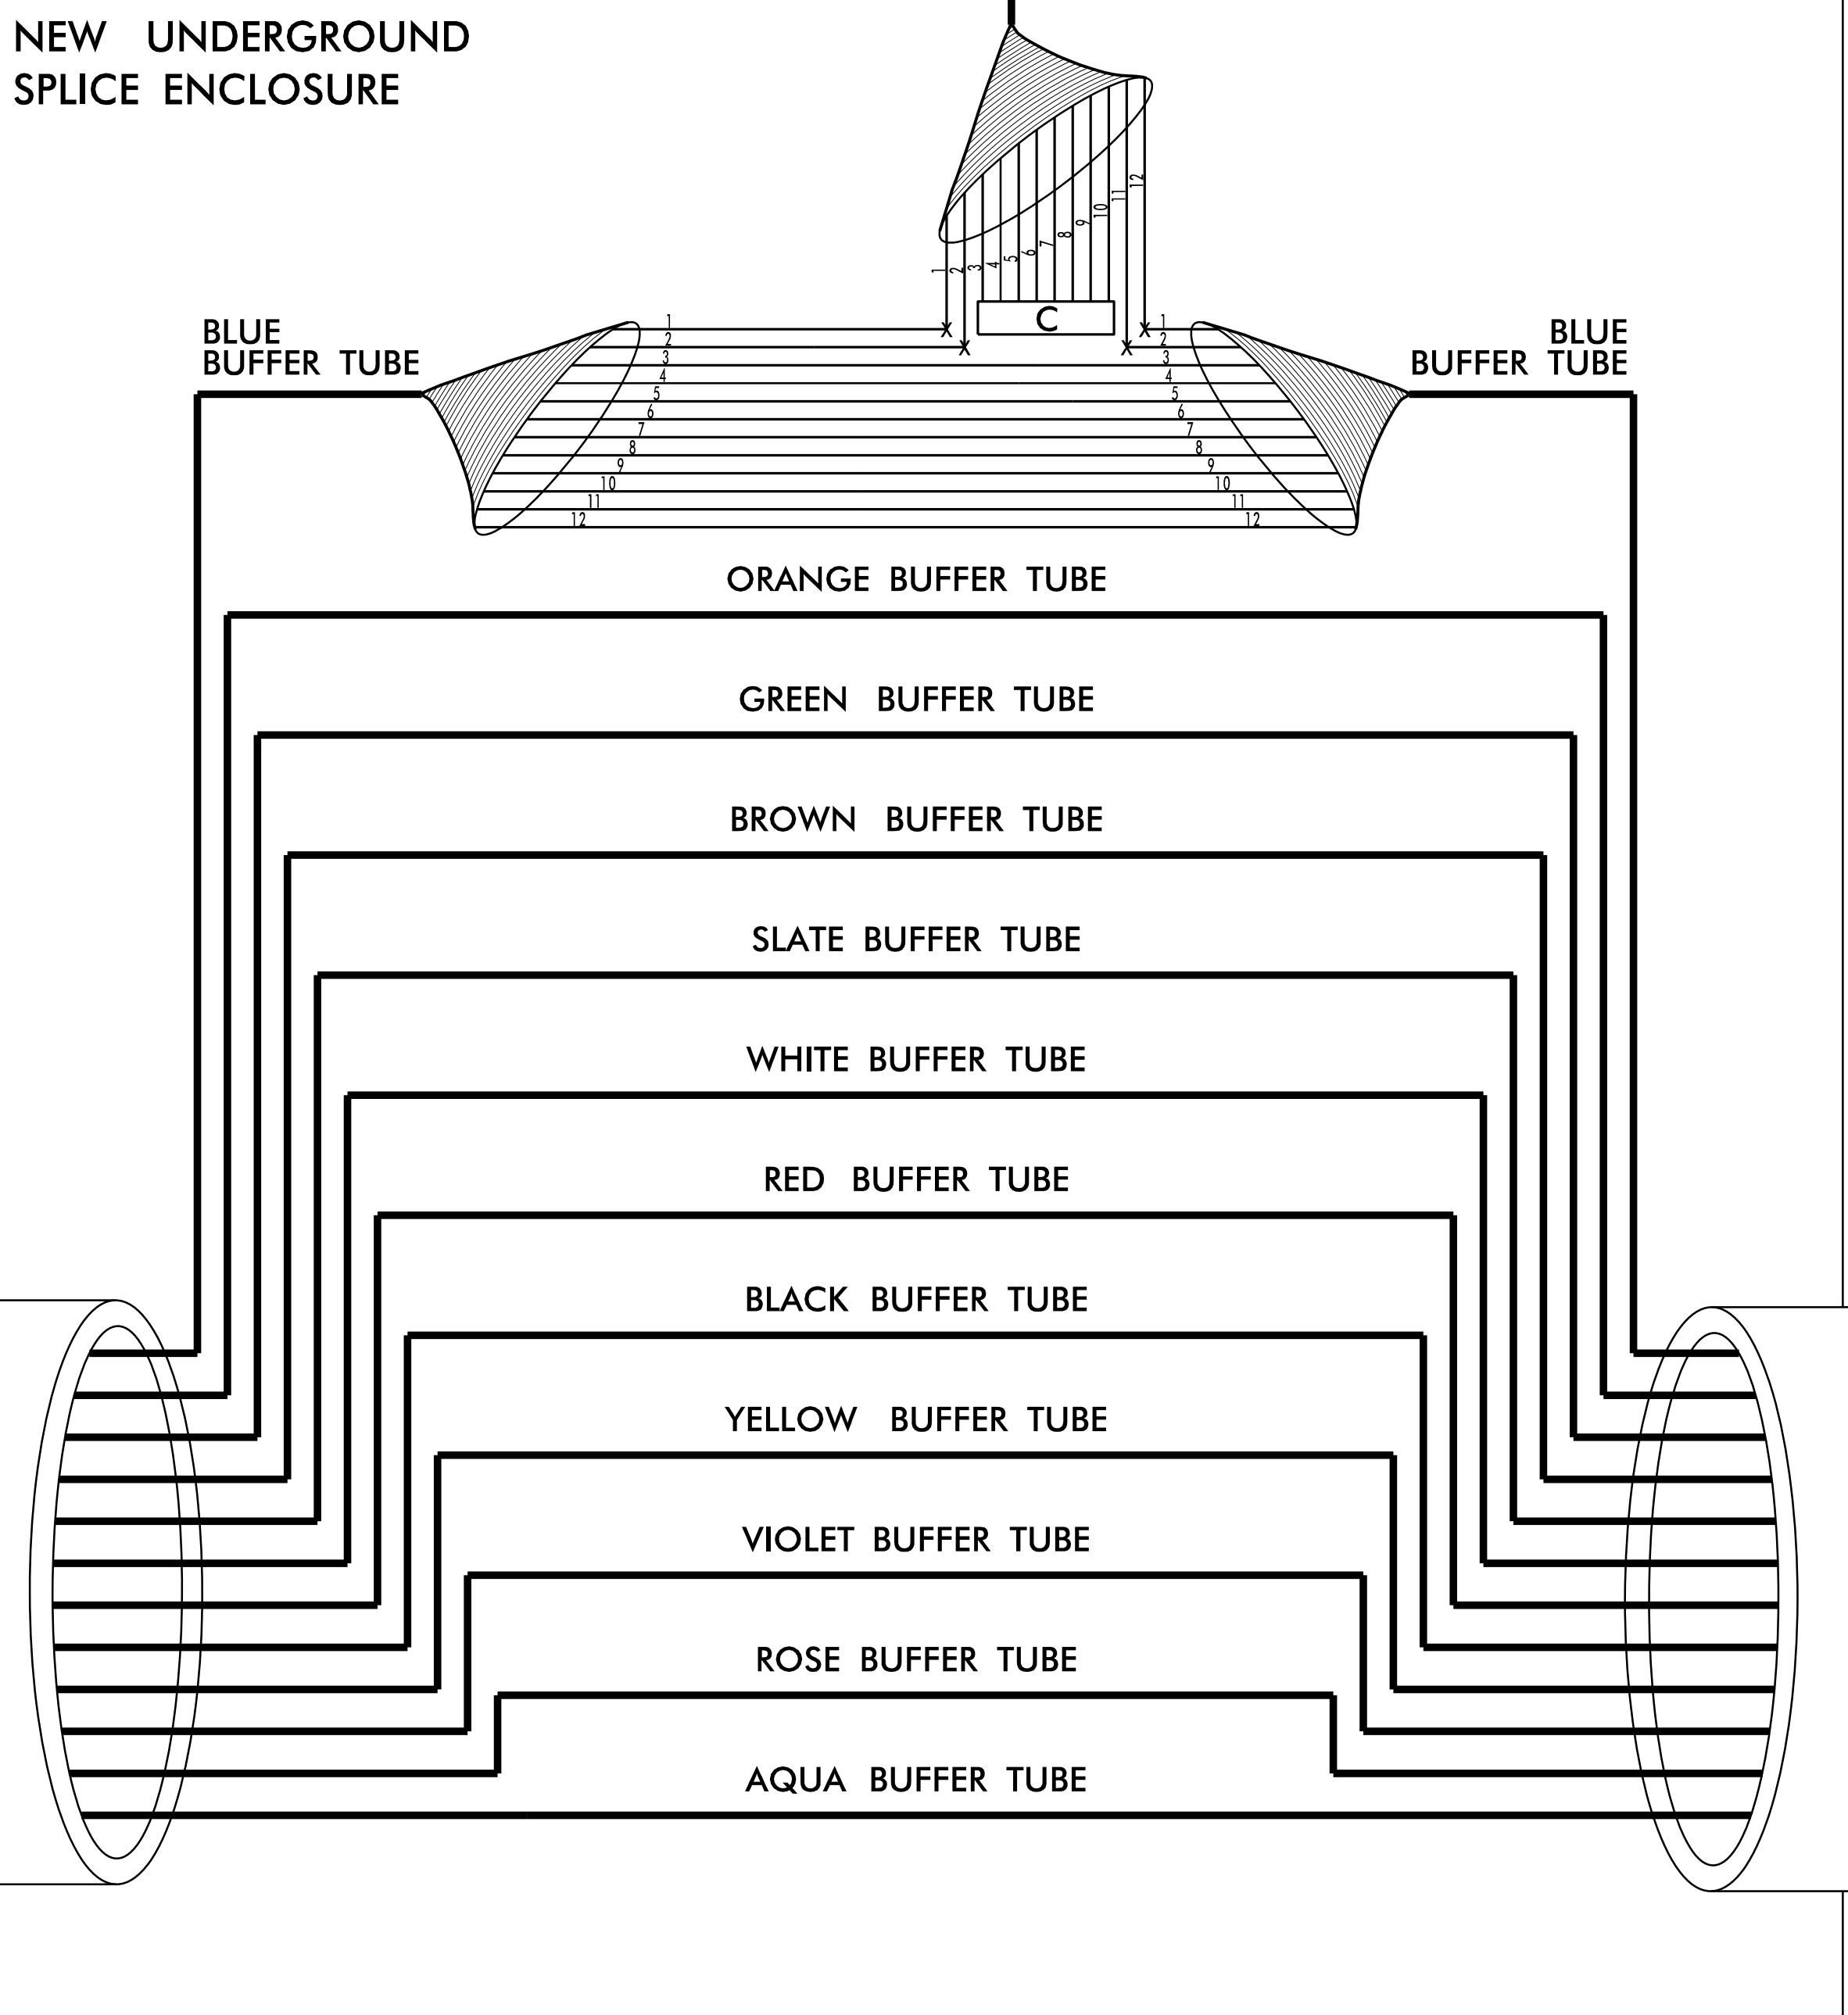 NEW UNDERGROUND
SPLICE ENCLOSURE
1 2 3 4 5 6 7 8 9 10 11 12
C
BLUE
BUFFER TUBE
1
2
3
4
5
6
7
8
9
10
11
12
1
2
3
4
5
6
7
8
9
10
11
12
BLUE
BUFFER TUBE
X
X
X
X
ORANGE BUFFER TUBE
GREEN BUFFER TUBE
BROWN BUFFER TUBE
SLATE BUFFER TUBE
WHITE BUFFER TUBE
RED BUFFER TUBE
BLACK BUFFER TUBE
YELLOW BUFFER TUBE
VIOLET BUFFER TUBE
ROSE BUFFER TUBE
AQUA BUFFER TUBE